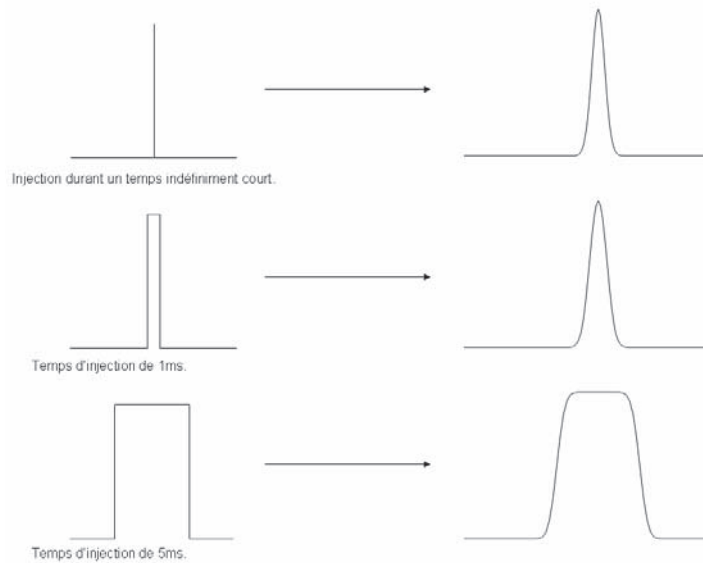 Injection durant un temps indéfiniment court.
Temps d'injection de 1ms.
Temps d'injection de 5ms.